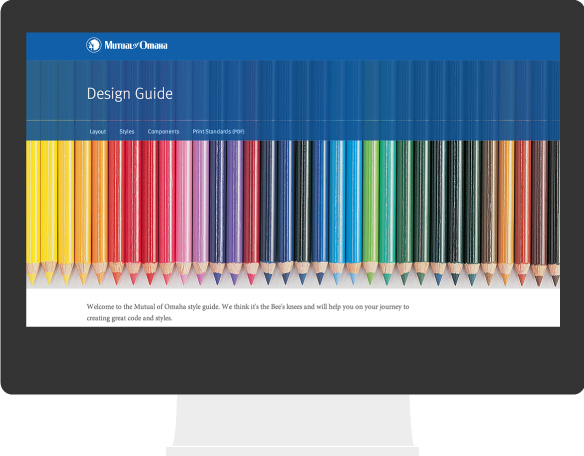 Mutual of Omaha
Design Guide
Layout Styles Components Print Standards (PDF)
Welcome to the Mutual of Omaha style guide. We think it's the Bee's knees and will help you on your journey to
creating great code and styles.